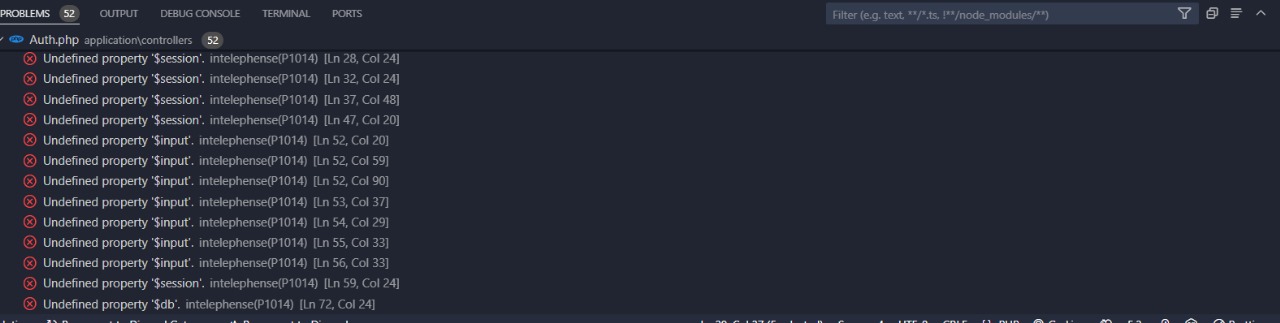 PROBLEMS 52 OUTPUT DEBUG CONSOLE TERMINAL PORTS Filter (e.g. text, **/*.ts, !**/node_modules/**)
Auth.php application\controllers 52
Undefined property '$session'. intelephense(P1014) [Ln 28, Col 24]
Undefined property '$session'. intelephense(P1014) [Ln 32, Col 24]
Undefined property '$session'. intelephense(P1014) [Ln 37, Col 48]
Undefined property '$session'. intelephense(P1014) [Ln 47, Col 20]
Undefined property '$input'. intelephense(P1014) [Ln 52, Col 20]
Undefined property '$input'. intelephense(P1014) [Ln 52, Col 59]
Undefined property '$input'. intelephense(P1014) [Ln 52, Col 90]
Undefined property '$input'. intelephense(P1014) [Ln 53, Col 37]
Undefined property '$input'. intelephense(P1014) [Ln 54, Col 29]
Undefined property '$input'. intelephense(P1014) [Ln 55, Col 33]
Undefined property '$input'. intelephense(P1014) [Ln 56, Col 33]
Undefined property '$session'. intelephense(P1014) [Ln 59, Col 24]
Undefined property '$db'. intelephense(P1014) [Ln 72, Col 24]